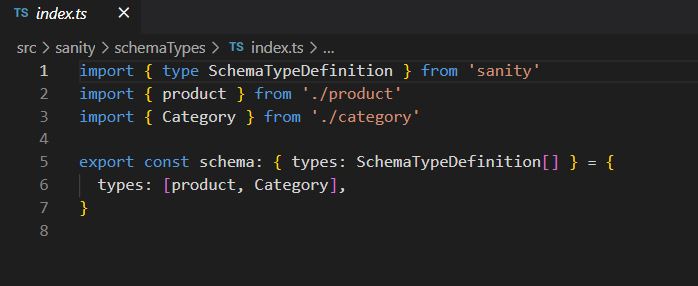 TS index.ts ×
src > sanity > schemaTypes > TS index.ts > ...
1 import { type SchemaTypeDefinition } from 'sanity'
2 import { product } from './product'
3 import { Category } from './category'
4
5 export const schema: { types: SchemaTypeDefinition[] } = {
6   types: [product, Category],
7 }
8